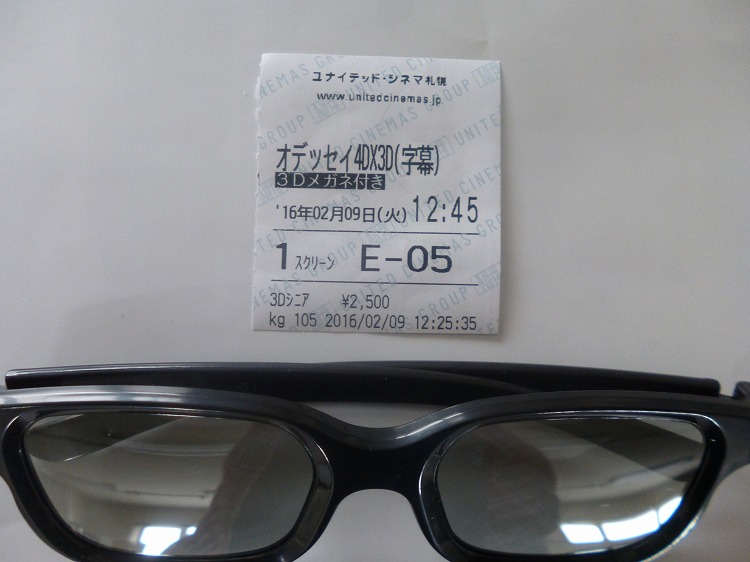 ユナイテッド・シネマ札幌
www.unitedcinemas.jp
オデッセイ4DX3D(字幕)
3Dメガネ付き
'16年02月09日(火) 12:45
1 スクリーン E-05
3Dシニア ¥2,500
kg 105 2016/02/09 12:25:35
UNITED CINEMAS GROUP